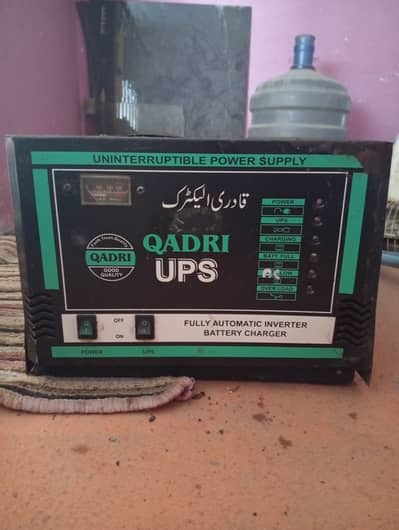 UNINTERRUPTIBLE POWER SUPPLY
قادری الیکٹرک
QADRI
UPS
QADRI
GOOD
QUALITY
POWER
UPS
CHARGING
BATT FULL
LOW
OVER LOAD
OFF
ON
FULLY AUTOMATIC INVERTER
BATTERY CHARGER
POWER
UPS